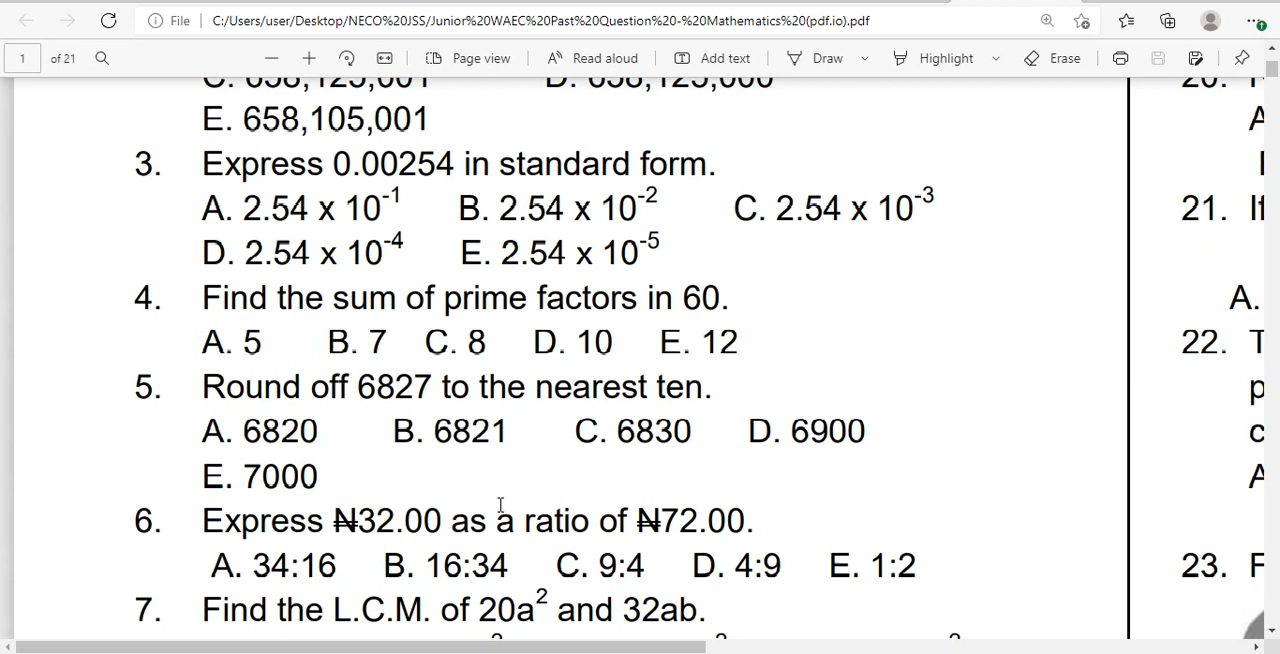 File C:/Users/user/Desktop/NECO%20JSS/Junior%20WAEC%20Past%20Question%20-%20Mathematics%20(pdf.io).pdf
1 of 21 Page view Read aloud Add text Draw Highlight Erase
E. 658,105,001
3. Express 0.00254 in standard form.
A. 2.54 x 10⁻¹ B. 2.54 x 10⁻² C. 2.54 x 10⁻³
D. 2.54 x 10⁻⁴ E. 2.54 x 10⁻⁵
4. Find the sum of prime factors in 60.
A. 5 B. 7 C. 8 D. 10 E. 12
5. Round off 6827 to the nearest ten.
A. 6820 B. 6821 C. 6830 D. 6900
E. 7000
6. Express ₦32.00 as a ratio of ₦72.00.
A. 34:16 B. 16:34 C. 9:4 D. 4:9 E. 1:2
7. Find the L.C.M. of 20a² and 32ab.
20.
A
21. If
A.
22.
A
23.